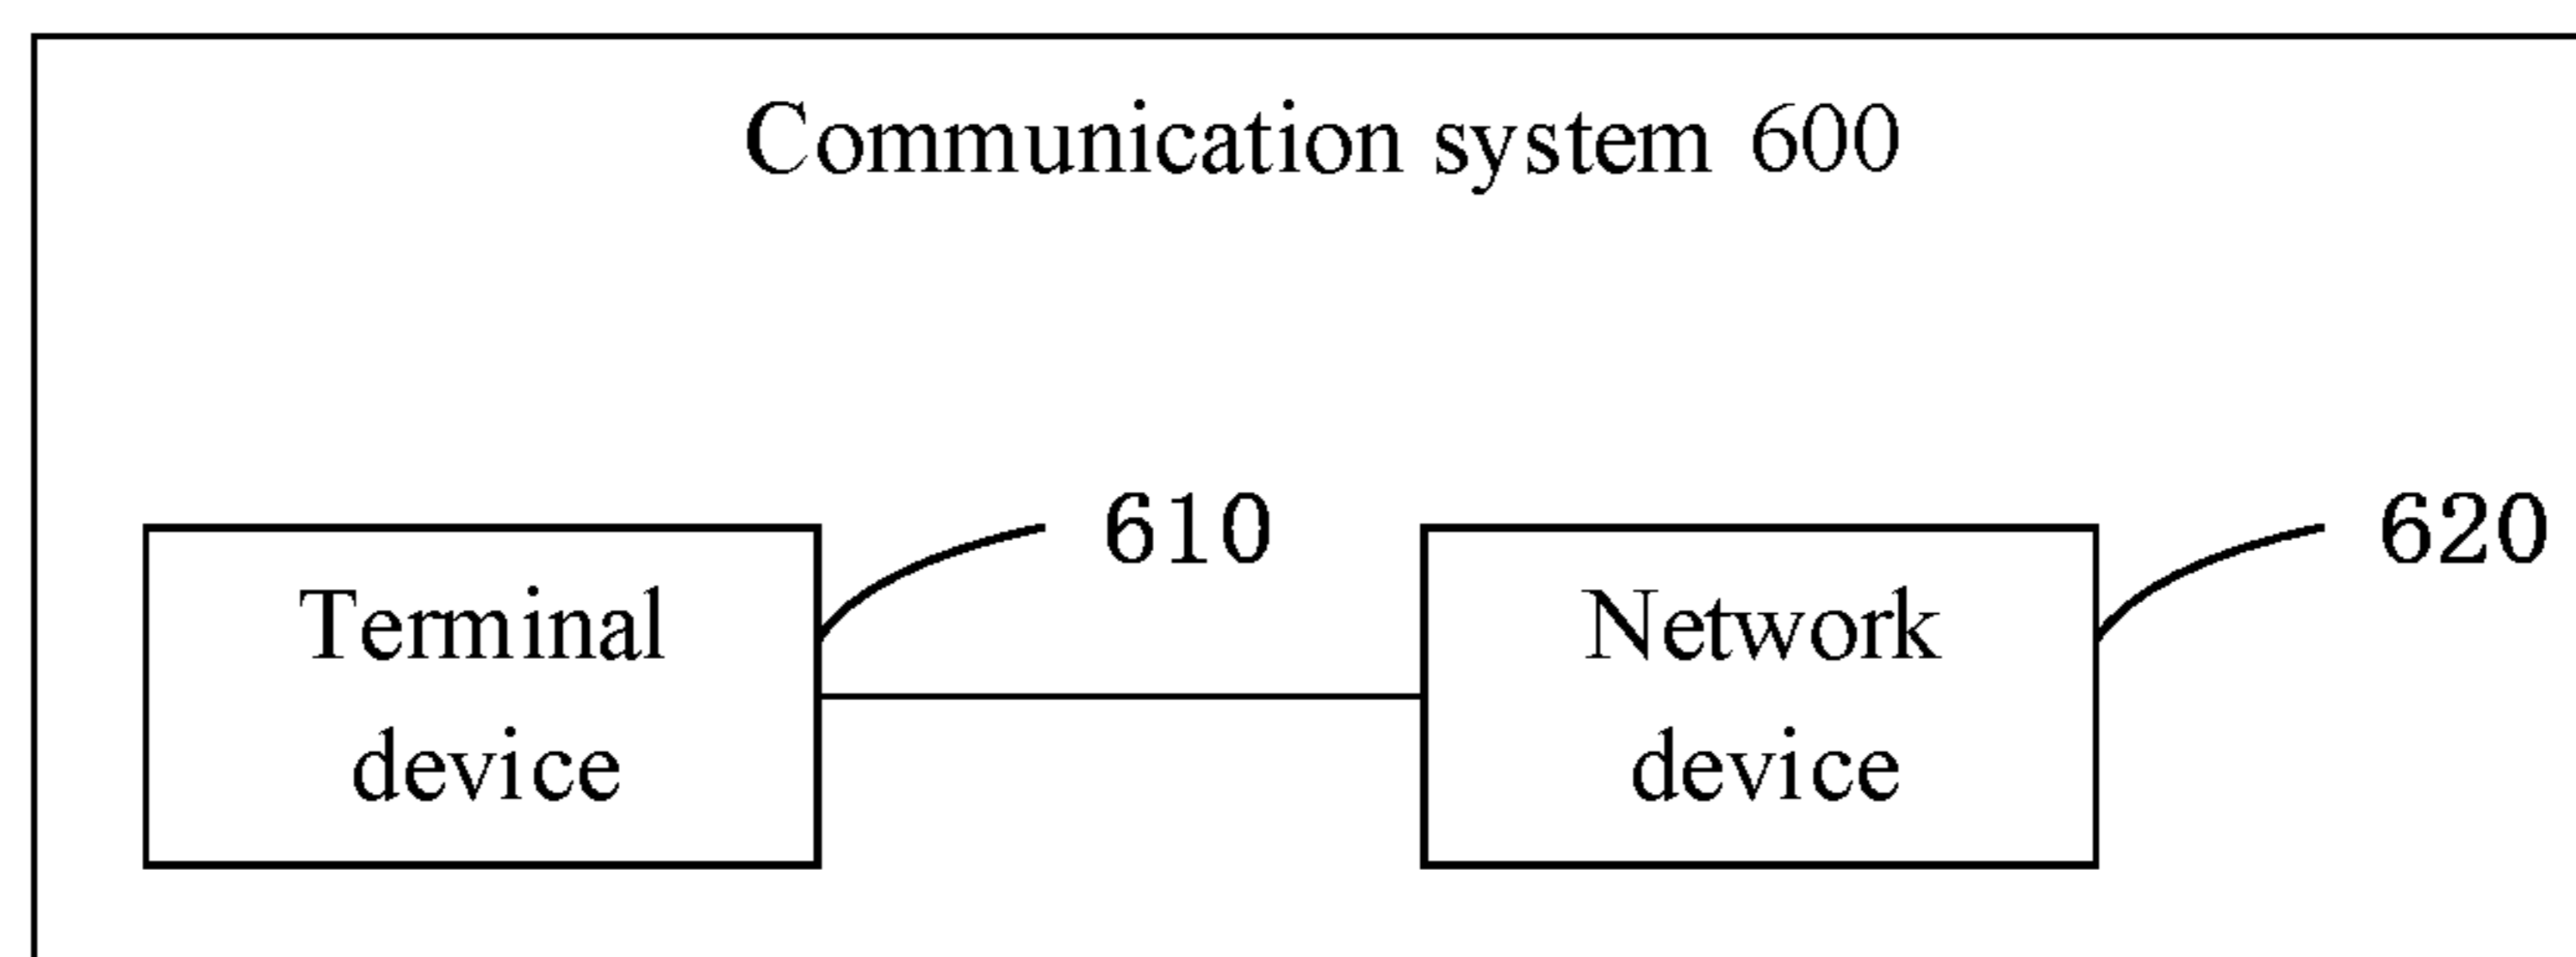 Communication system 600
610
620
Terminal
device
Network
device